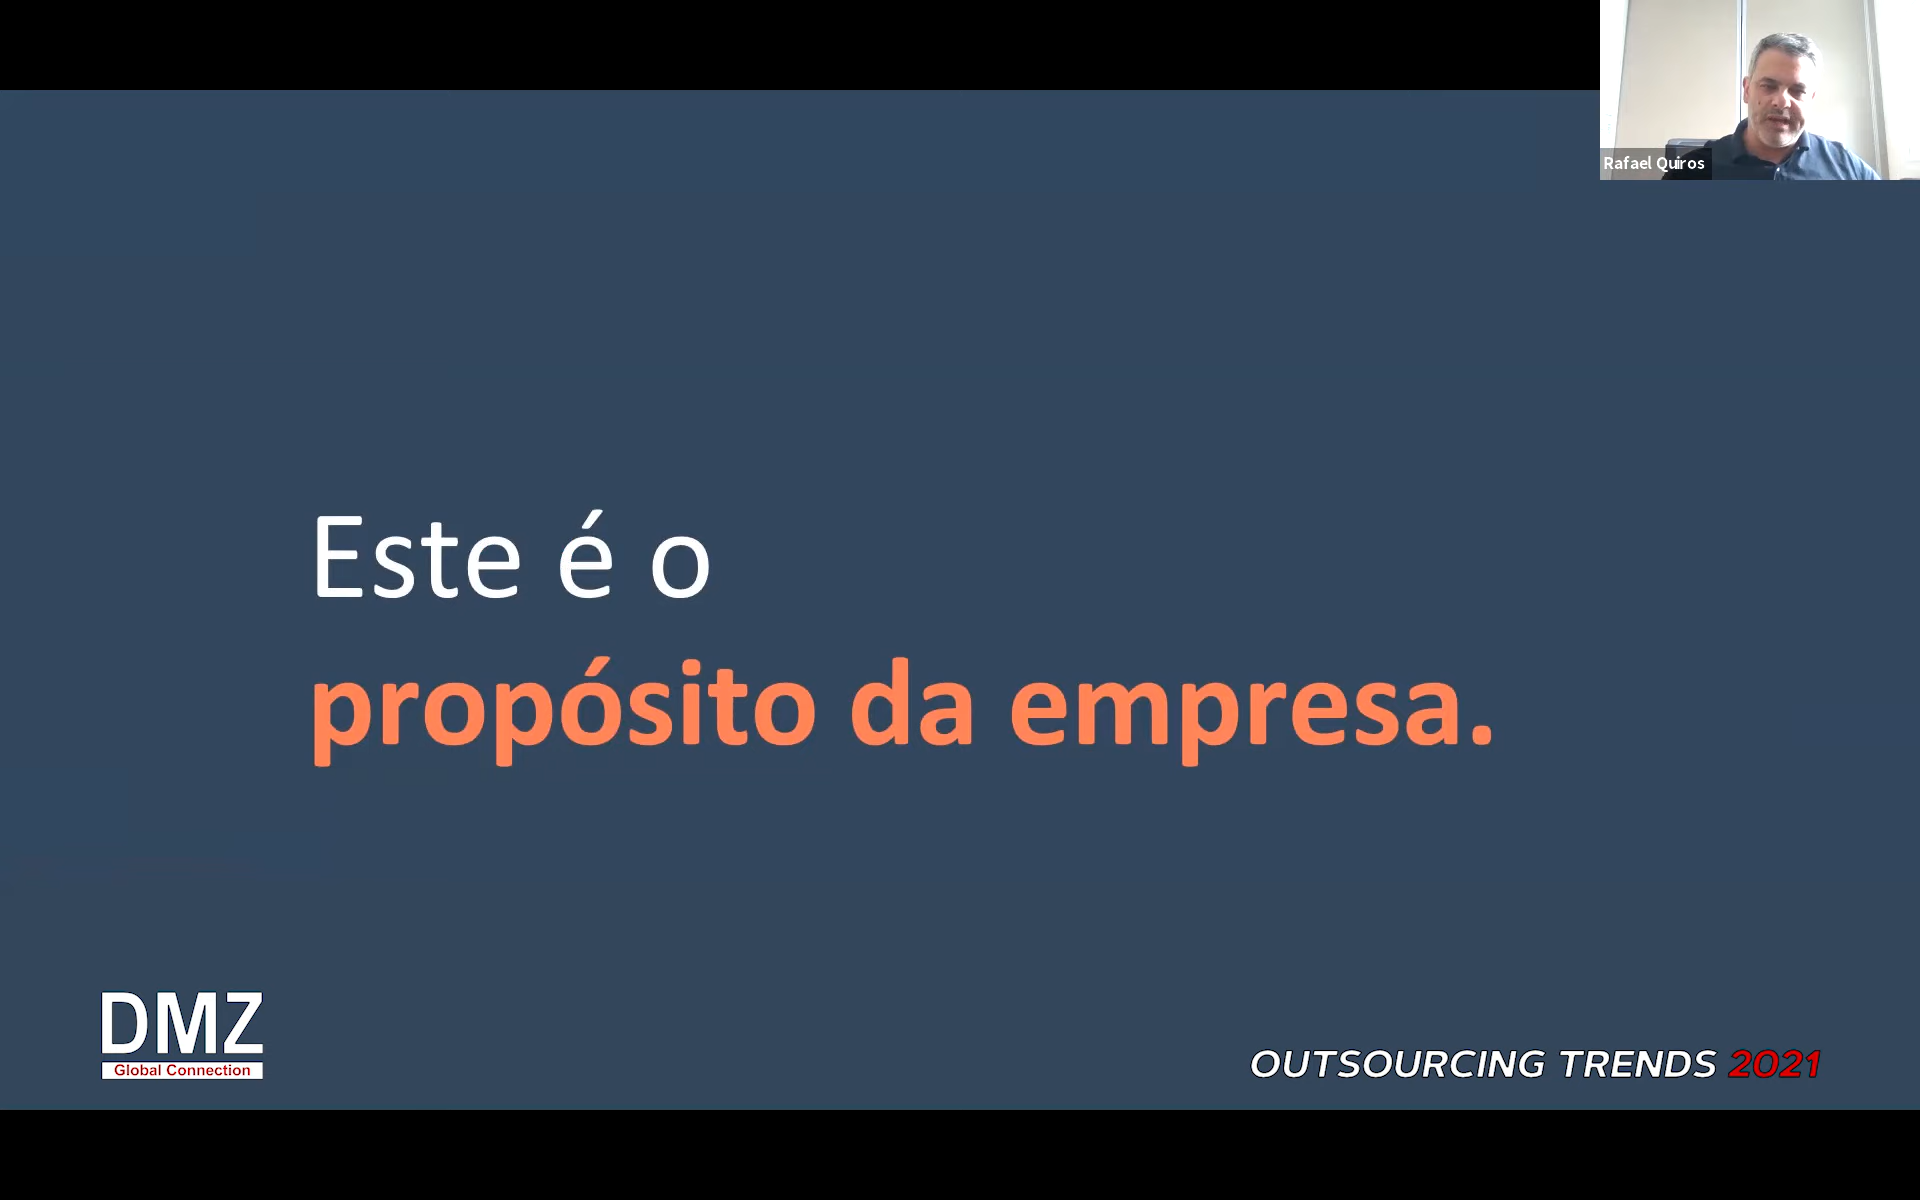 Rafael Quiros
Este é o
propósito da empresa.
DMZ
Global Connection
OUTSOURCING TRENDS 2021